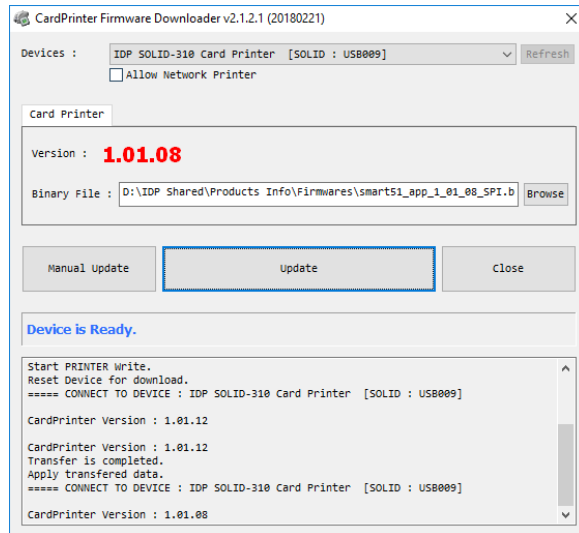 CardPrinter Firmware Downloader v2.1.2.1 (20180221)
Devices : IDP SOLID-310 Card Printer [SOLID : USB009] Refresh
Allow Network Printer
Card Printer
Version : 1.01.08
Binary File : D:\IDP Shared\Products Info\Firmwares\smart51_app_1_01_08_SPI.b Browse
Manual Update Update Close
Device is Ready.
Start PRINTER Write.
Reset Device for download.
===== CONNECT TO DEVICE : IDP SOLID-310 Card Printer [SOLID : USB009]
CardPrinter Version : 1.01.12
CardPrinter Version : 1.01.12
Transfer is completed.
Apply transfered data.
===== CONNECT TO DEVICE : IDP SOLID-310 Card Printer [SOLID : USB009]
CardPrinter Version : 1.01.08